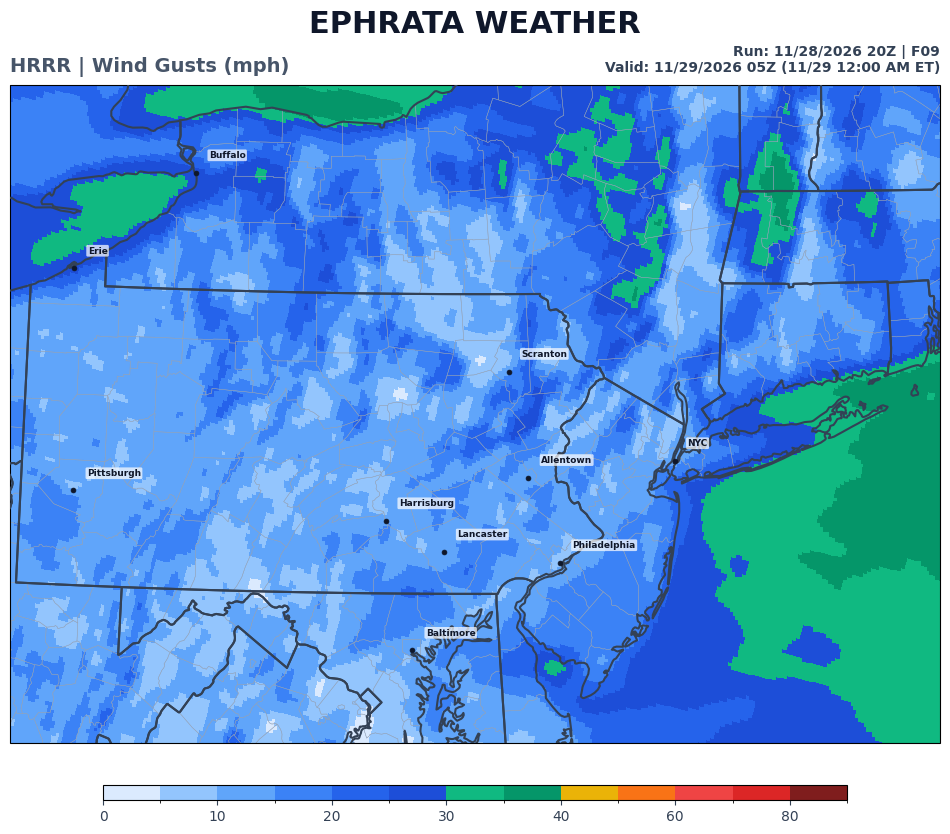 EPHRATA WEATHER
HRRR | Wind Gusts (mph)
Run: 11/28/2026 20Z | F09
Valid: 11/29/2026 05Z (11/29 12:00 AM ET)
Buffalo
Erie
Scranton
NYC
Allentown
Pittsburgh
Harrisburg
Lancaster
Philadelphia
Baltimore
0 10 20 30 40 60 80